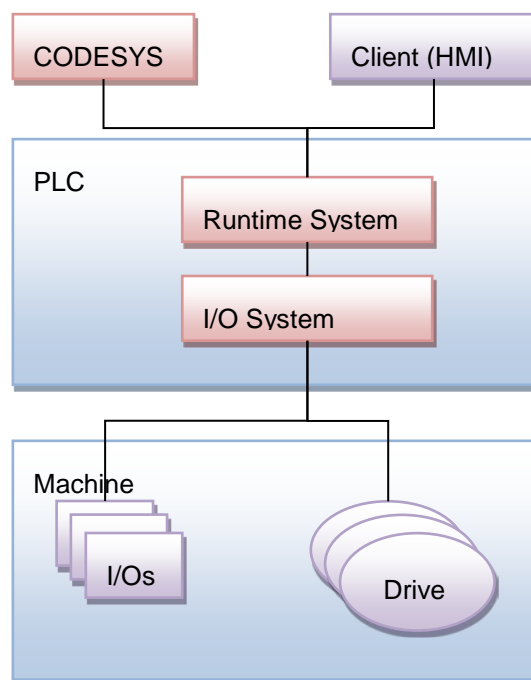 CODESYS
Client (HMI)
PLC
Runtime System
I/O System
Machine
I/Os
Drive